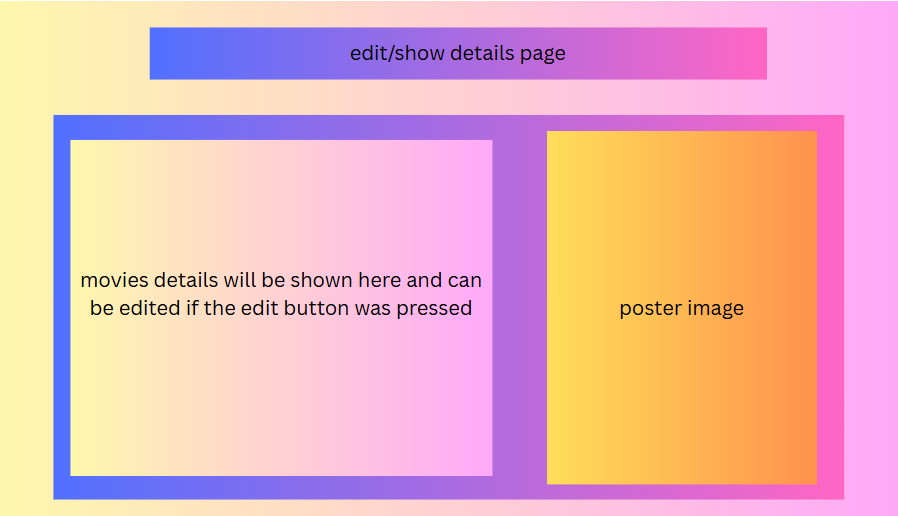 edit/show details page
movies details will be shown here and can
be edited if the edit button was pressed
poster image